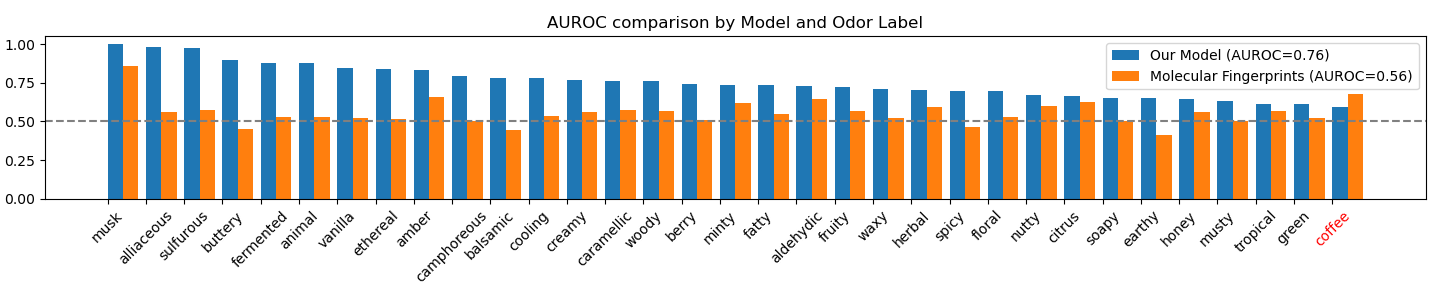 AUROC comparison by Model and Odor Label
1.00
0.75
0.50
0.25
0.00
Our Model (AUROC=0.76)
Molecular Fingerprints (AUROC=0.56)
musk
alliaceous
sulfurous
buttery
fermented
animal
vanilla
ethereal
amber
camphoreous
balsamic
cooling
creamy
caramellic
woody
berry
minty
fatty
aldehydic
fruity
waxy
herbal
spicy
floral
nutty
citrus
soapy
earthy
honey
musty
tropical
green
coffee